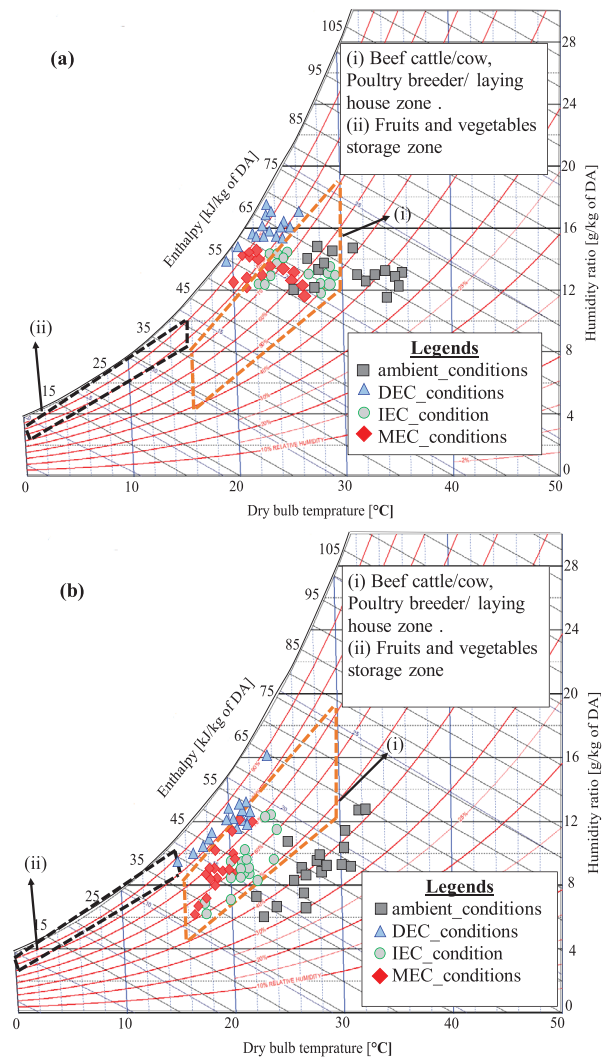 (a)
(i) Beef cattle/cow,
Poultry breeder/ laying
house zone .
(ii) Fruits and vegetables
storage zone
Enthalpy [kJ/kg of DA]
15
25
35
45
55
65
75
85
95
105
(i)
(ii)
Legends
ambient_conditions
DEC_conditions
IEC_condition
MEC_conditions
10% RELATIVE HUMIDITY
0
4
8
12
16
20
24
28
Humidity ratio [g/kg of DA]
0
10
20
30
40
50
Dry bulb temprature [°C]
(b)
(i) Beef cattle/cow,
Poultry breeder/ laying
house zone .
(ii) Fruits and vegetables
storage zone
Enthalpy [kJ/kg of DA]
15
25
35
45
55
65
75
85
95
105
(i)
(ii)
Legends
ambient_conditions
DEC_conditions
IEC_condition
MEC_conditions
10% RELATIVE HUMIDITY
0
4
8
12
16
20
24
28
Humidity ratio [g/kg of DA]
0
10
20
30
40
50
Dry bulb temprature [°C]